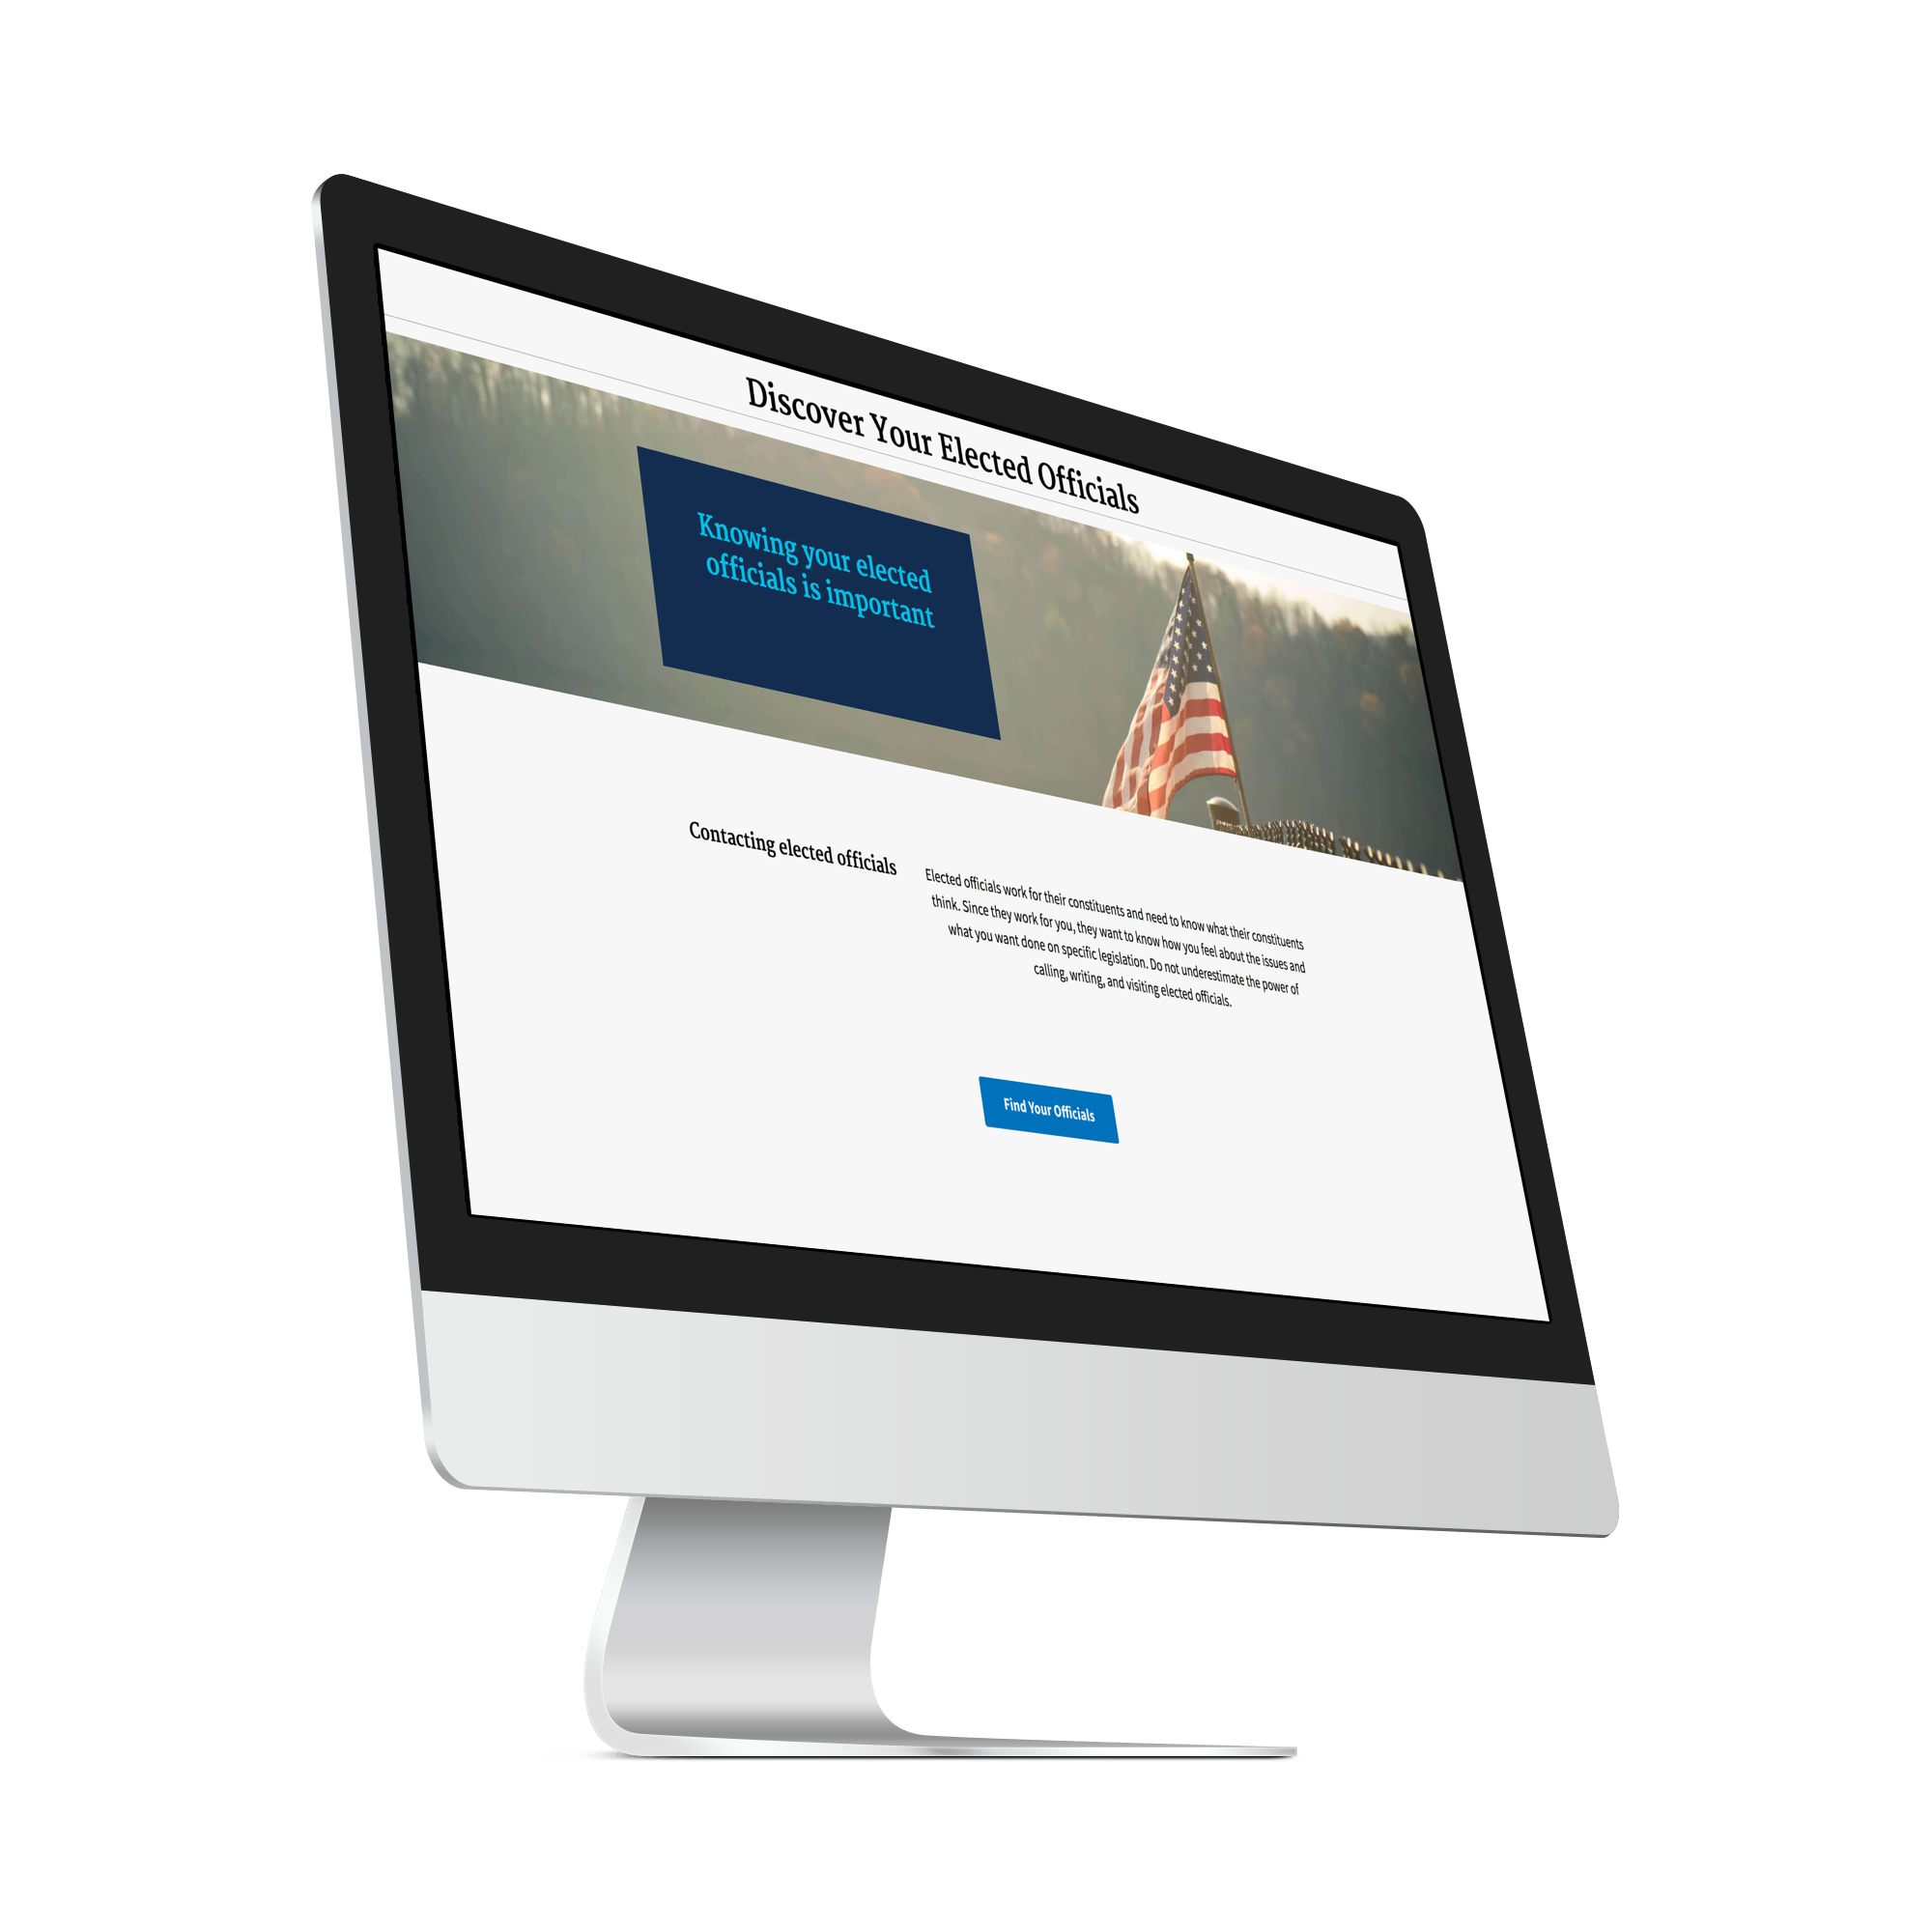 Discover Your Elected Officials
Knowing your elected
officials is important
Contacting elected officials
Elected officials work for their constituents and need to know what their constituents
think. Since they work for you, they want to know how you feel about the issues and
what you want done on specific legislation. Do not underestimate the power of
calling, writing, and visiting elected officials.
Find Your Officials